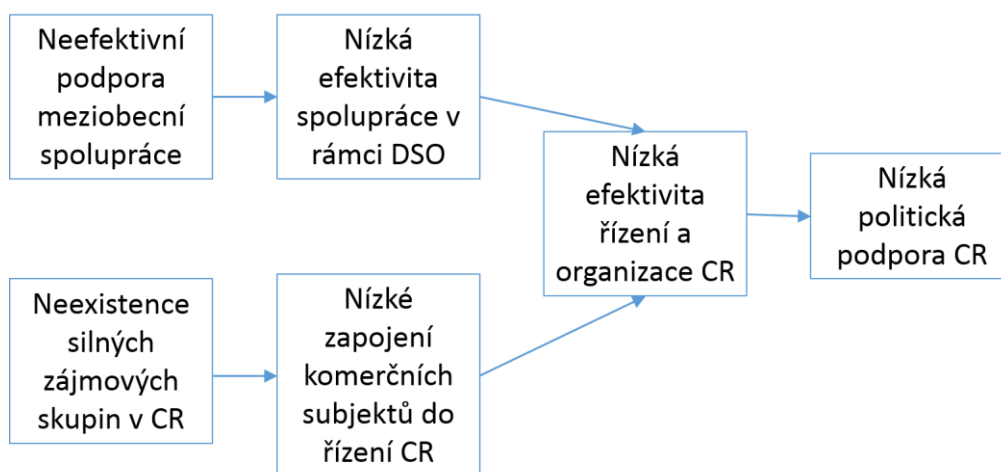 Neefektivní
podpora
meziobecní
spolupráce
Nízká
efektivita
spolupráce v
rámci DSO
Nízká
efektivita
řízení a
organizace CR
Nízká
politická
podpora CR
Neexistence
silných
zájmových
skupin v CR
Nízké
zapojení
komerčních
subjektů do
řízení CR